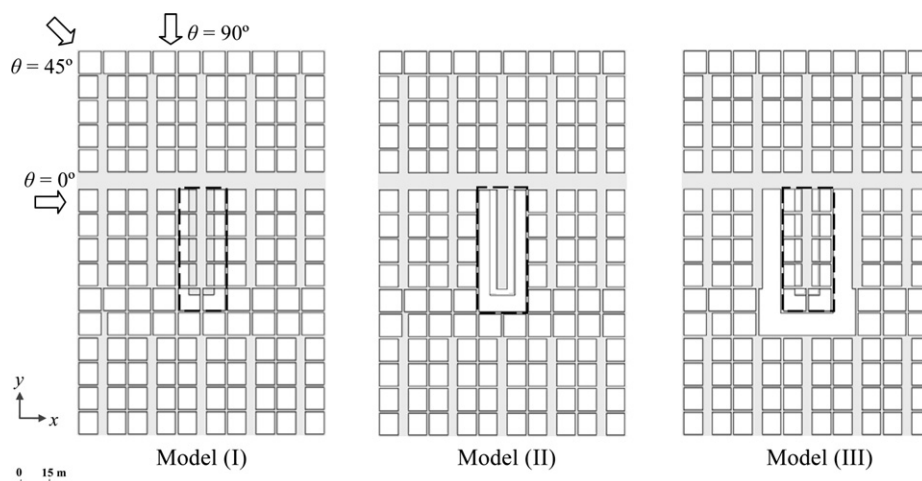 θ = 90º
θ = 45º
θ = 0º
y
x
Model (I)
Model (II)
Model (III)
0 15 m